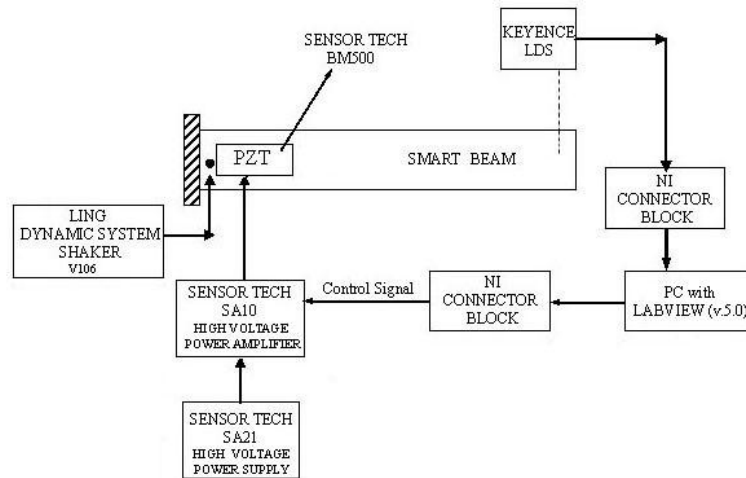 SENSOR TECH
BM500
KEYENCE
LDS
PZT
SMART BEAM
NI
CONNECTOR
BLOCK
LING
DYNAMIC SYSTEM
SHAKER
V106
SENSOR TECH
SA10
HIGH VOLTAGE
POWER AMPLIFIER
Control Signal
NI
CONNECTOR
BLOCK
PC with
LABVIEW (v.5.0)
SENSOR TECH
SA21
HIGH VOLTAGE
POWER SUPPLY